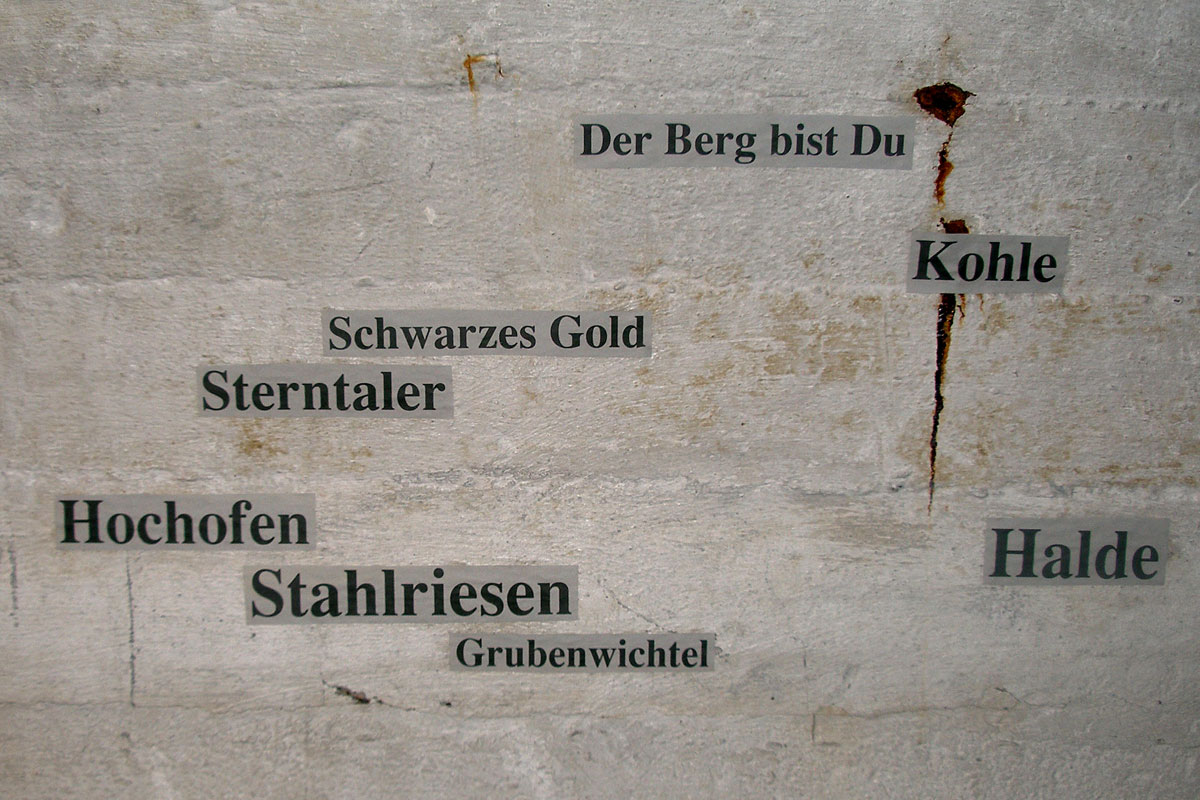 Der Berg bist Du
Kohle
Schwarzes Gold
Sterntaler
Hochofen
Halde
Stahlriesen
Grubenwichtel